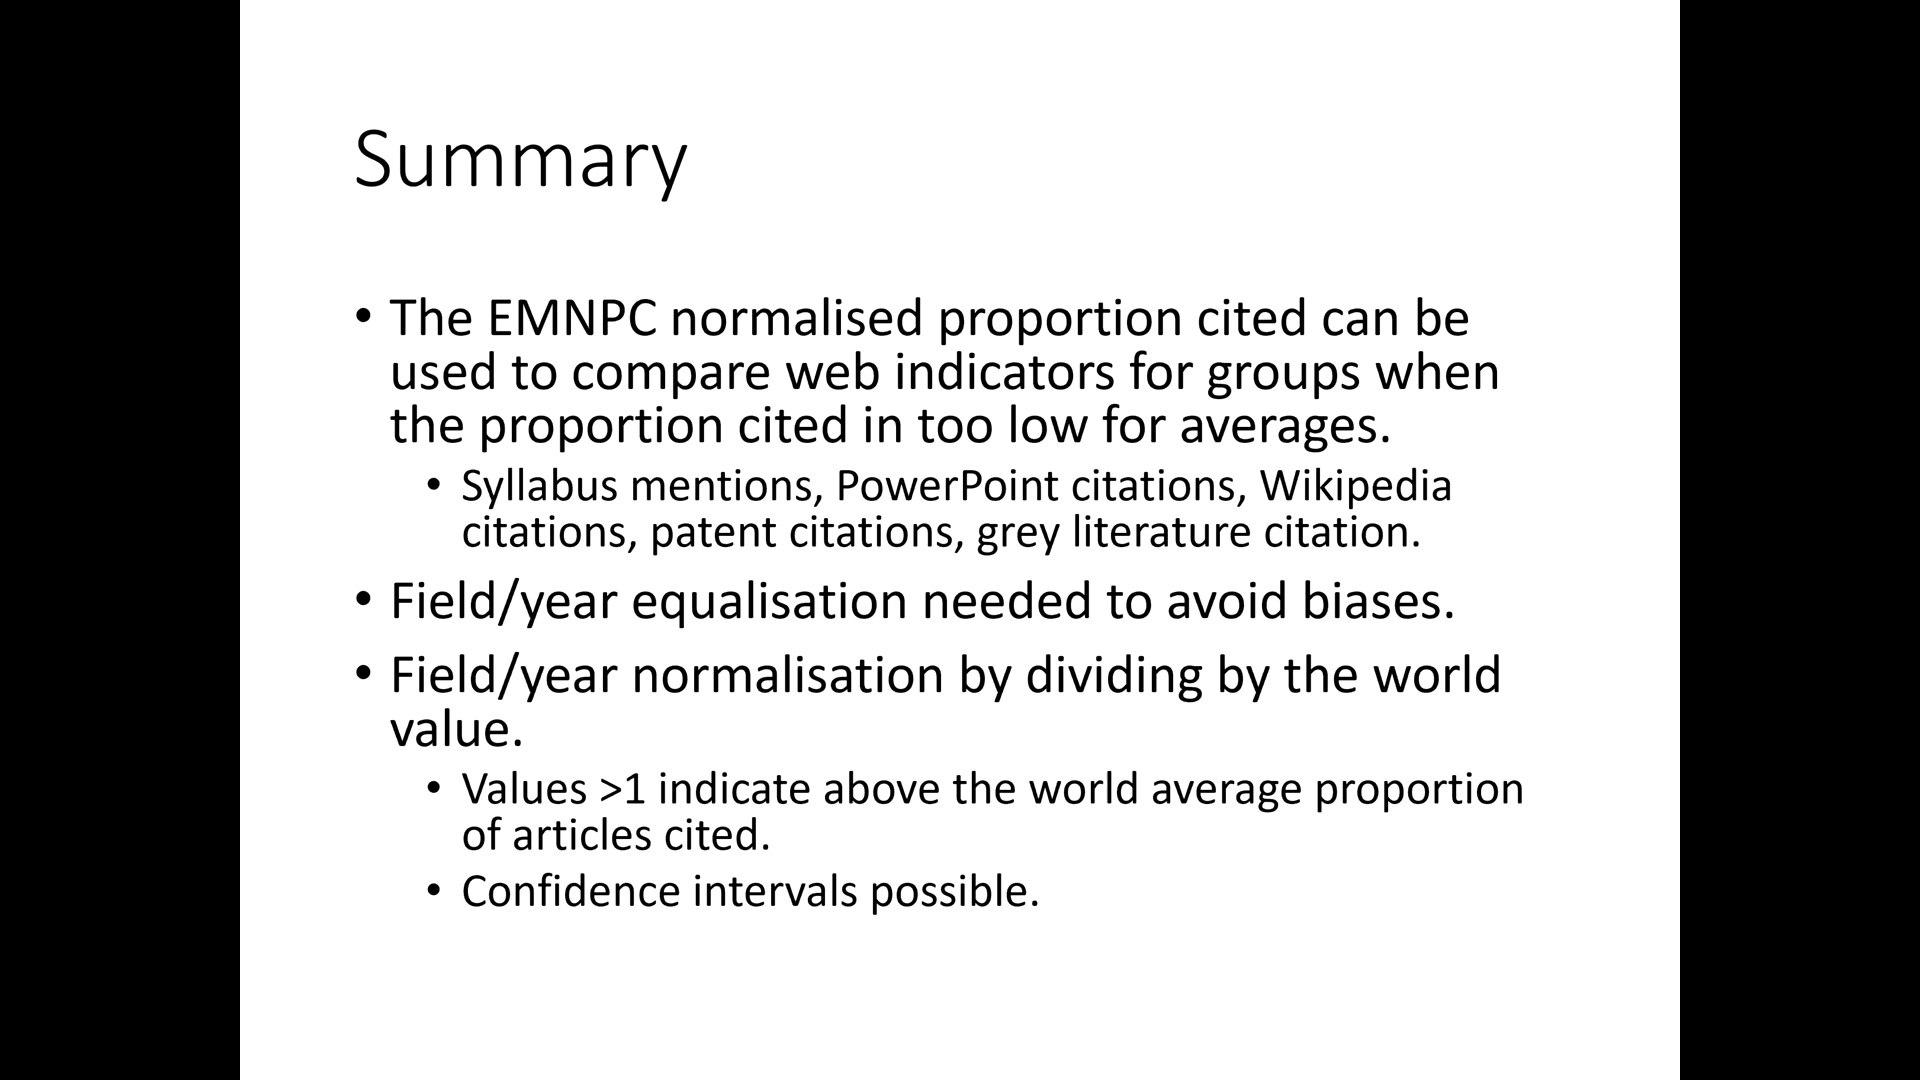 Summary
• The EMNPC normalised proportion cited can be
used to compare web indicators for groups when
the proportion cited in too low for averages.
• Syllabus mentions, PowerPoint citations, Wikipedia
citations, patent citations, grey literature citation.
• Field/year equalisation needed to avoid biases.
• Field/year normalisation by dividing by the world
value.
• Values >1 indicate above the world average proportion
of articles cited.
• Confidence intervals possible.